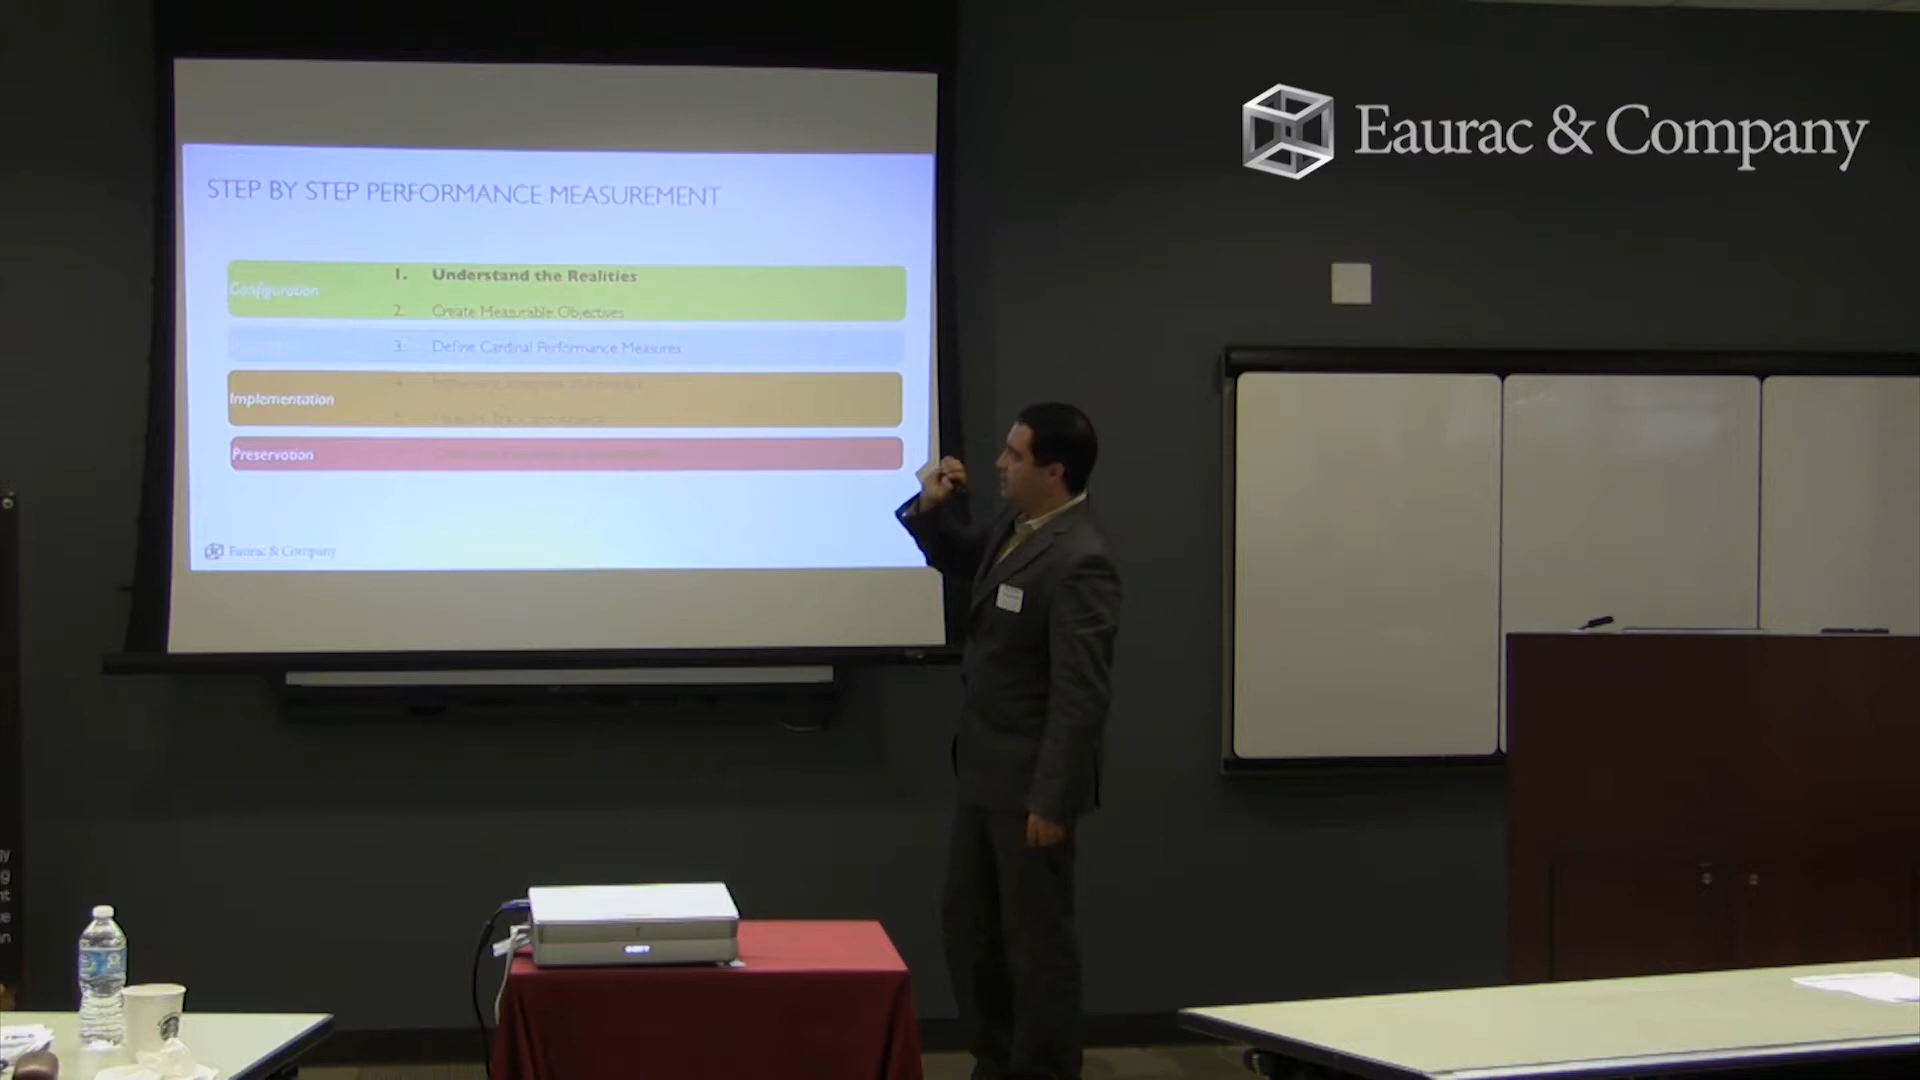 Eaurac & Company
STEP BY STEP PERFORMANCE MEASUREMENT
1. Understand the Realities
Configuration
2. Create Measurable Objectives
3. Define Cardinal Performance Measures
Implementation
Preservation
Eaurac & Company
SONY